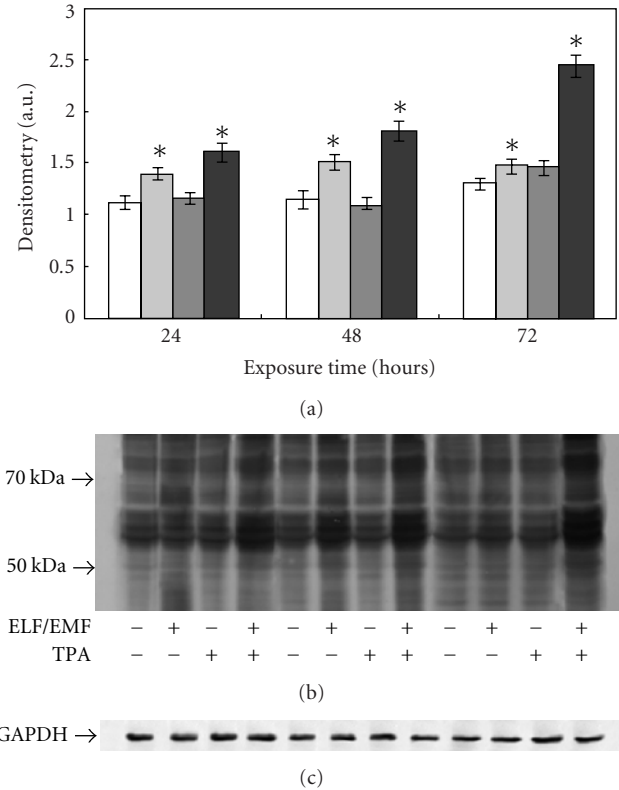 3
2.5
2
1.5
1
0.5
0
Densitometry (a.u.)
* * * * * *
24 48 72
Exposure time (hours)
(a)
70 kDa →
50 kDa →
ELF/EMF − + − + − + − + − + − +
TPA − − + + − − + + − − + +
(b)
GAPDH →
(c)